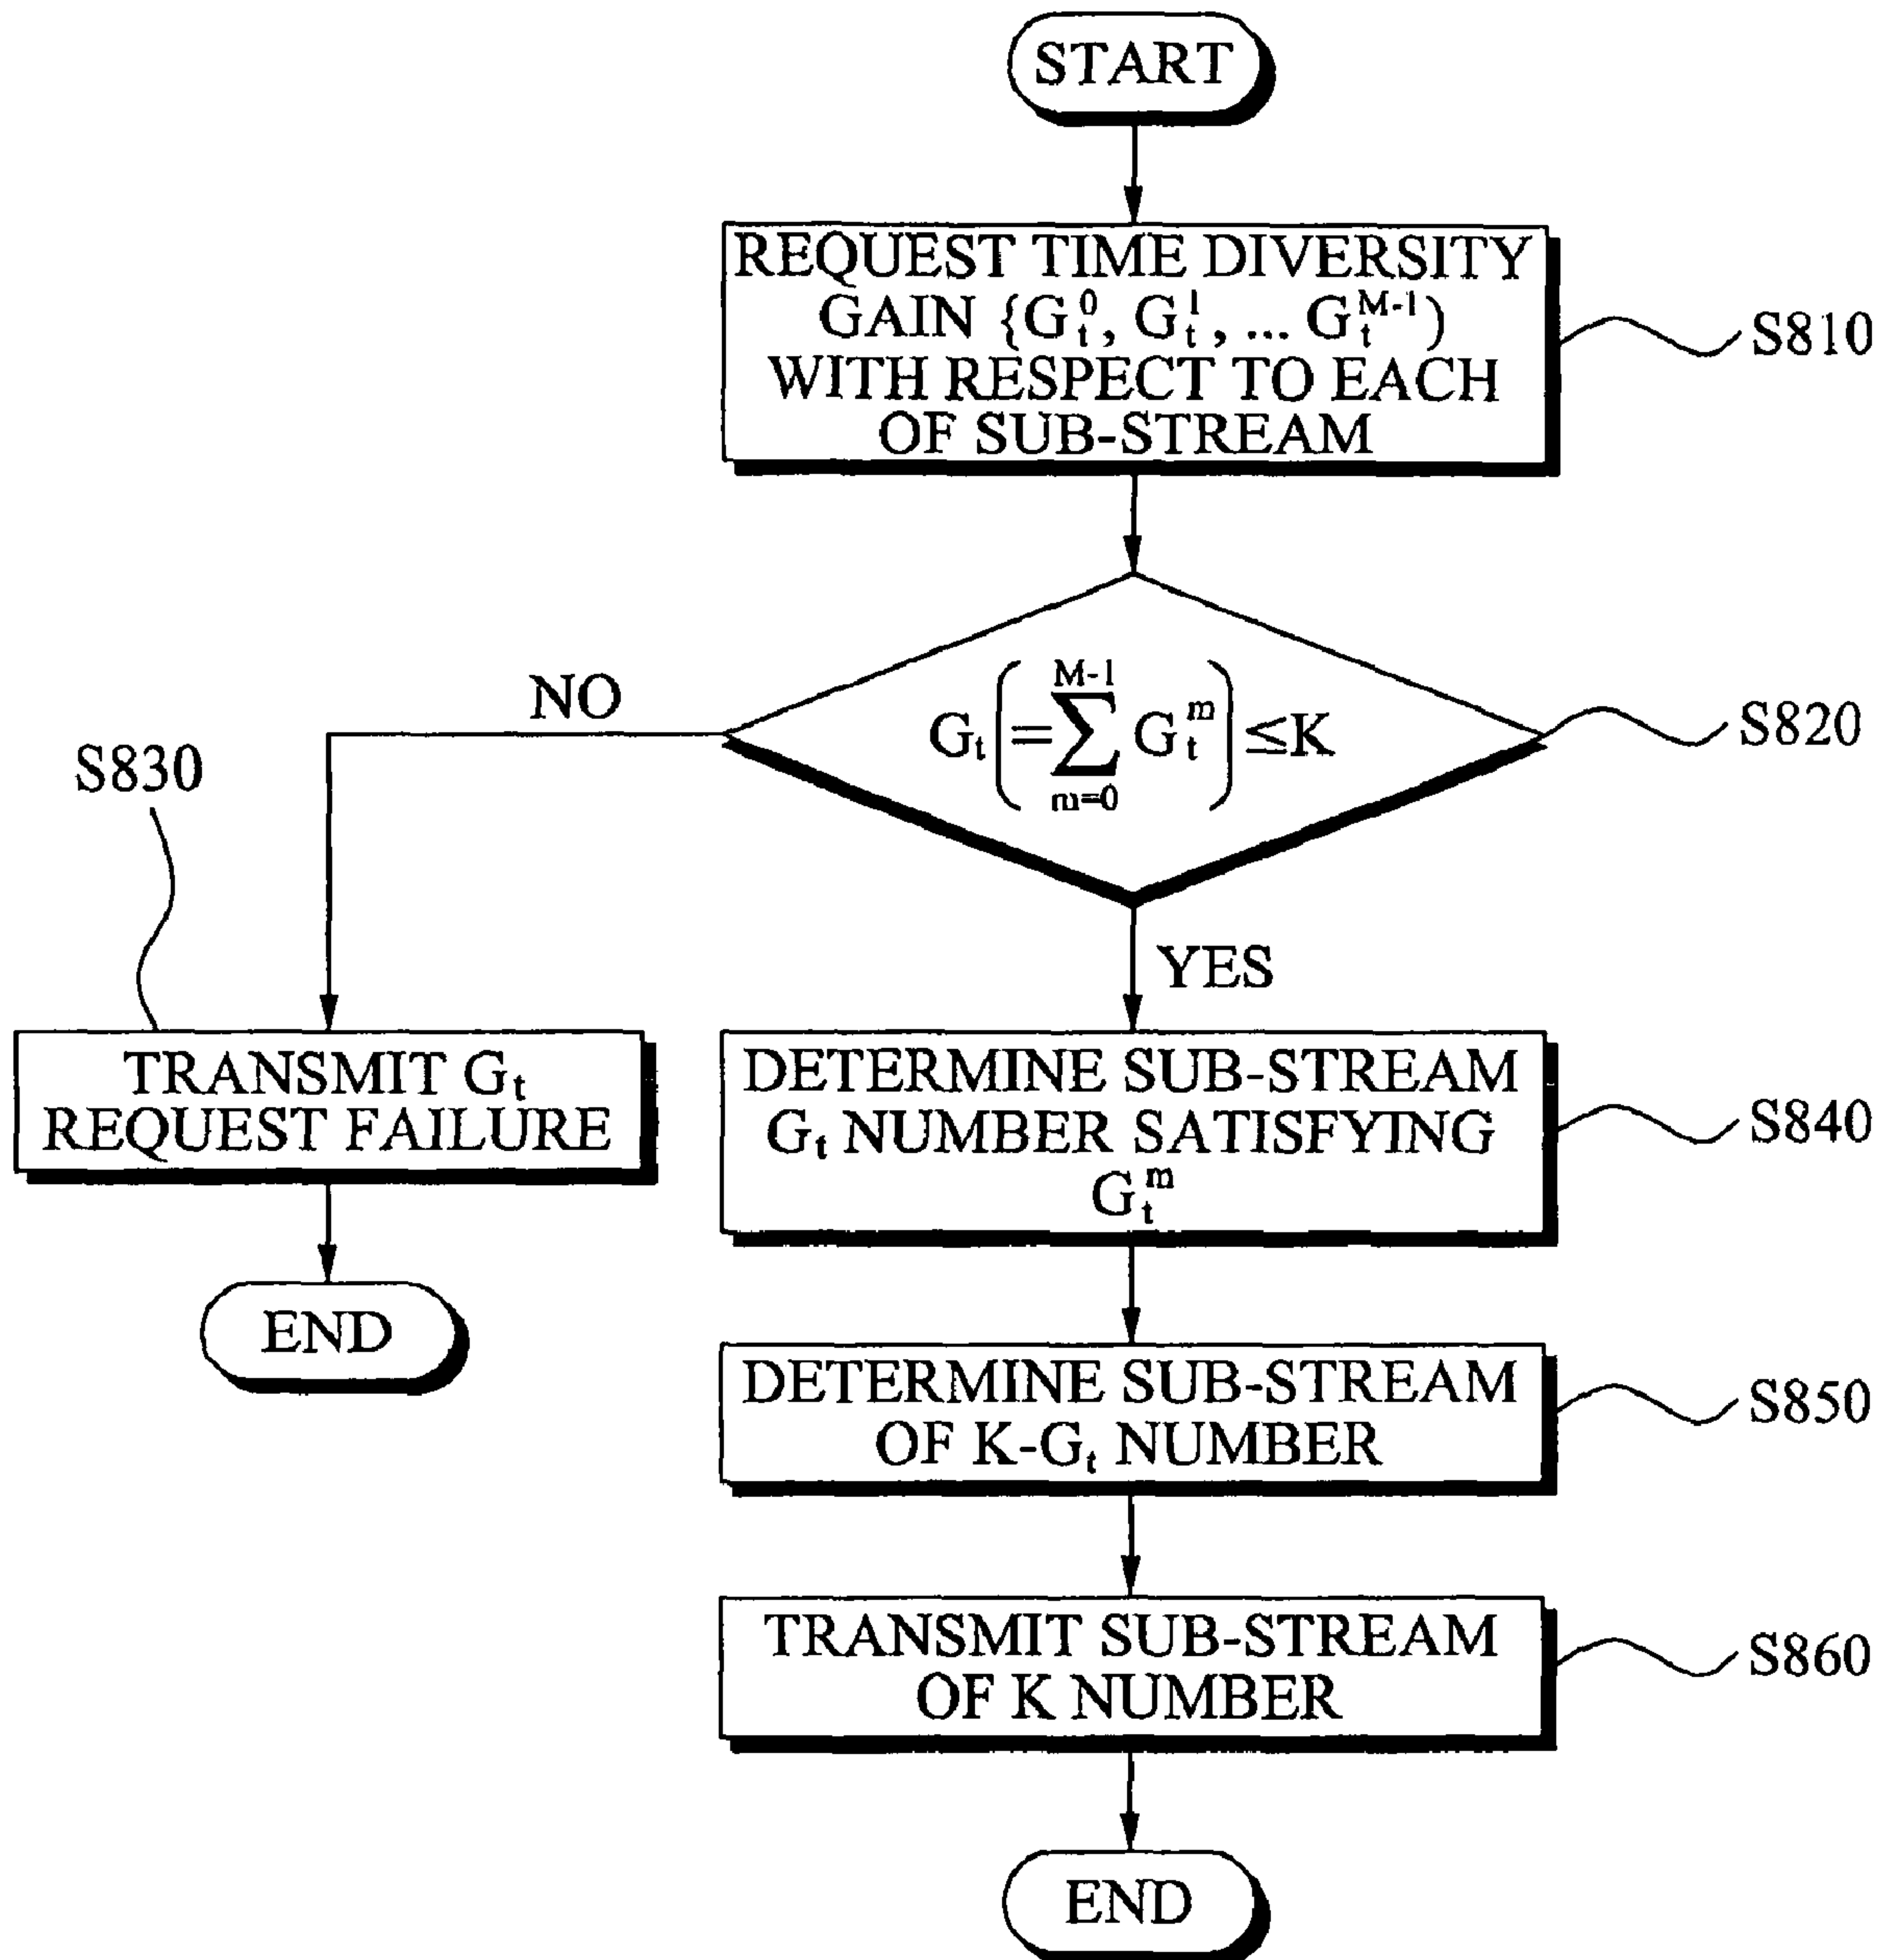 START
REQUEST TIME DIVERSITY
GAIN {G_t^0, G_t^1, ... G_t^{M-1})
WITH RESPECT TO EACH
OF SUB-STREAM
S810
NO
G_t(=∑_{m=0}^{M-1} G_t^m)≤K
S820
S830
YES
TRANSMIT G_t
REQUEST FAILURE
DETERMINE SUB-STREAM
G_t NUMBER SATISFYING
G_t^m
S840
END
DETERMINE SUB-STREAM
OF K-G_t NUMBER
S850
TRANSMIT SUB-STREAM
OF K NUMBER
S860
END